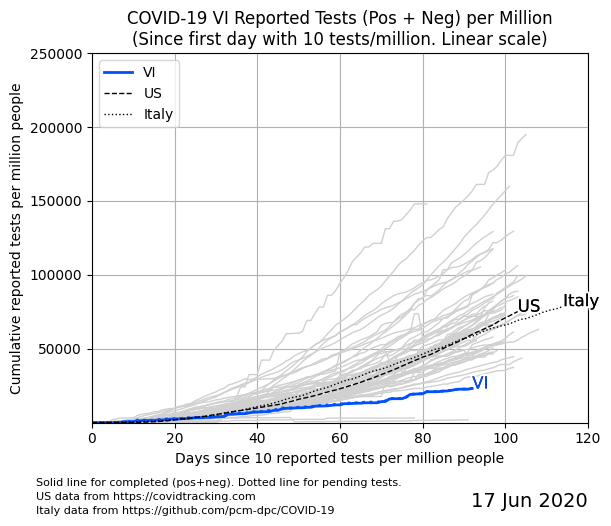 COVID-19 VI Reported Tests (Pos + Neg) per Million
(Since first day with 10 tests/million. Linear scale)
Cumulative reported tests per million people
250000
200000
150000
100000
50000
0
20
40
60
80
100
120
VI
US
Italy
US
Italy
VI
Days since 10 reported tests per million people
Solid line for completed (pos+neg). Dotted line for pending tests.
US data from https://covidtracking.com
Italy data from https://github.com/pcm-dpc/COVID-19
17 Jun 2020